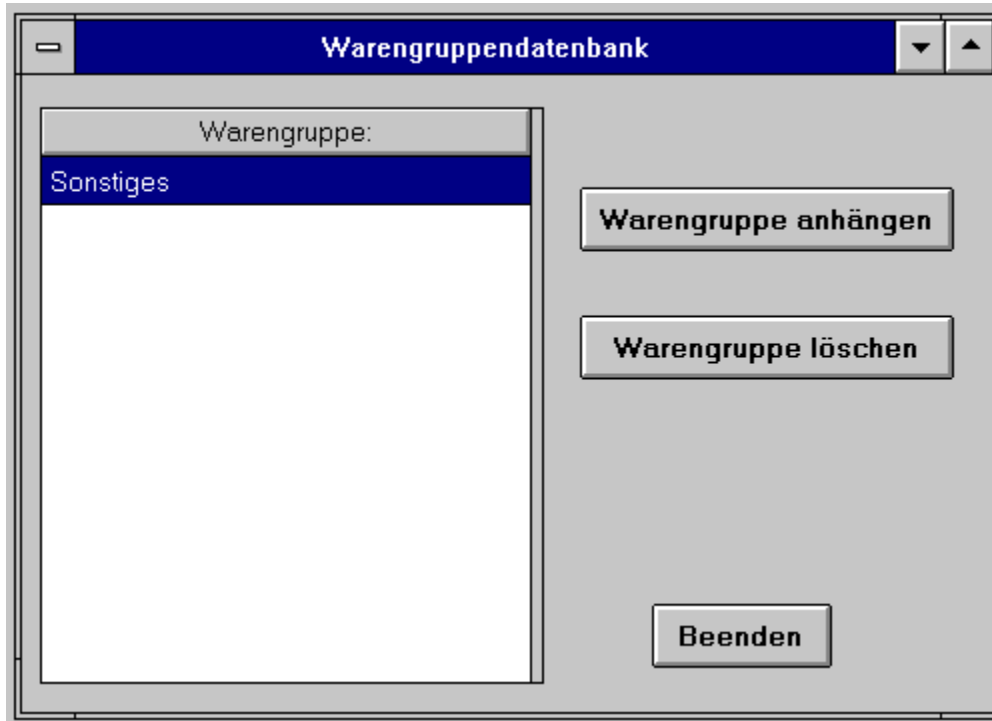 Warengruppendatenbank
Warengruppe:
Sonstiges
Warengruppe anhängen
Warengruppe löschen
Beenden